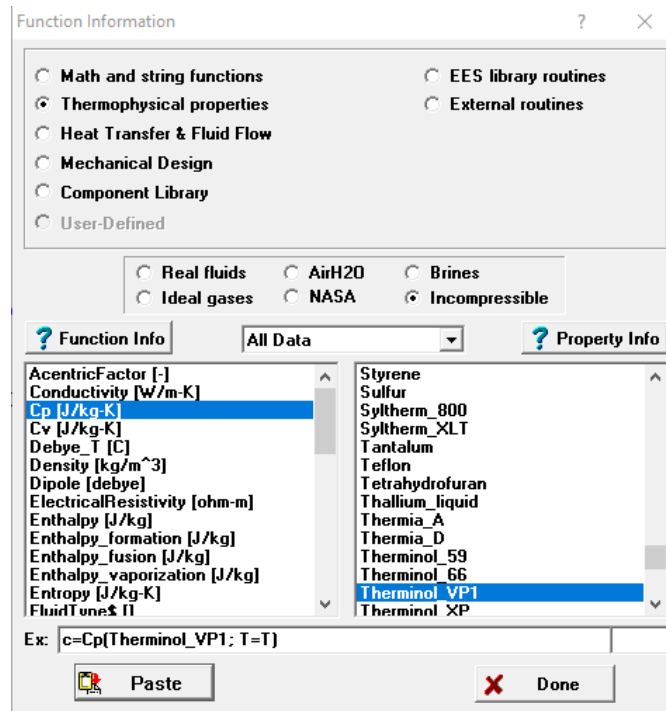 Function Information ? ×
Math and string functions EES library routines
Thermophysical properties External routines
Heat Transfer & Fluid Flow
Mechanical Design
Component Library
User-Defined
Real fluids AirH2O Brines
Ideal gases NASA Incompressible
? Function Info All Data ? Property Info
AcentricFactor [-]
Conductivity [W/m-K]
Cp [J/kg-K]
Cv [J/kg-K]
Debye_T [C]
Density [kg/m^3]
Dipole [debye]
ElectricalResistivity [ohm-m]
Enthalpy [J/kg]
Enthalpy_formation [J/kg]
Enthalpy_fusion [J/kg]
Enthalpy_vaporization [J/kg]
Entropy [J/kg-K]
FluidType$ []
Styrene
Sulfur
Syltherm_800
Syltherm_XLT
Tantalum
Teflon
Tetrahydrofuran
Thallium_liquid
Thermia_A
Thermia_D
Therminol_59
Therminol_66
Therminol_VP1
Therminol_XP
Ex: c=Cp(Therminol_VP1; T=T)
Paste Done